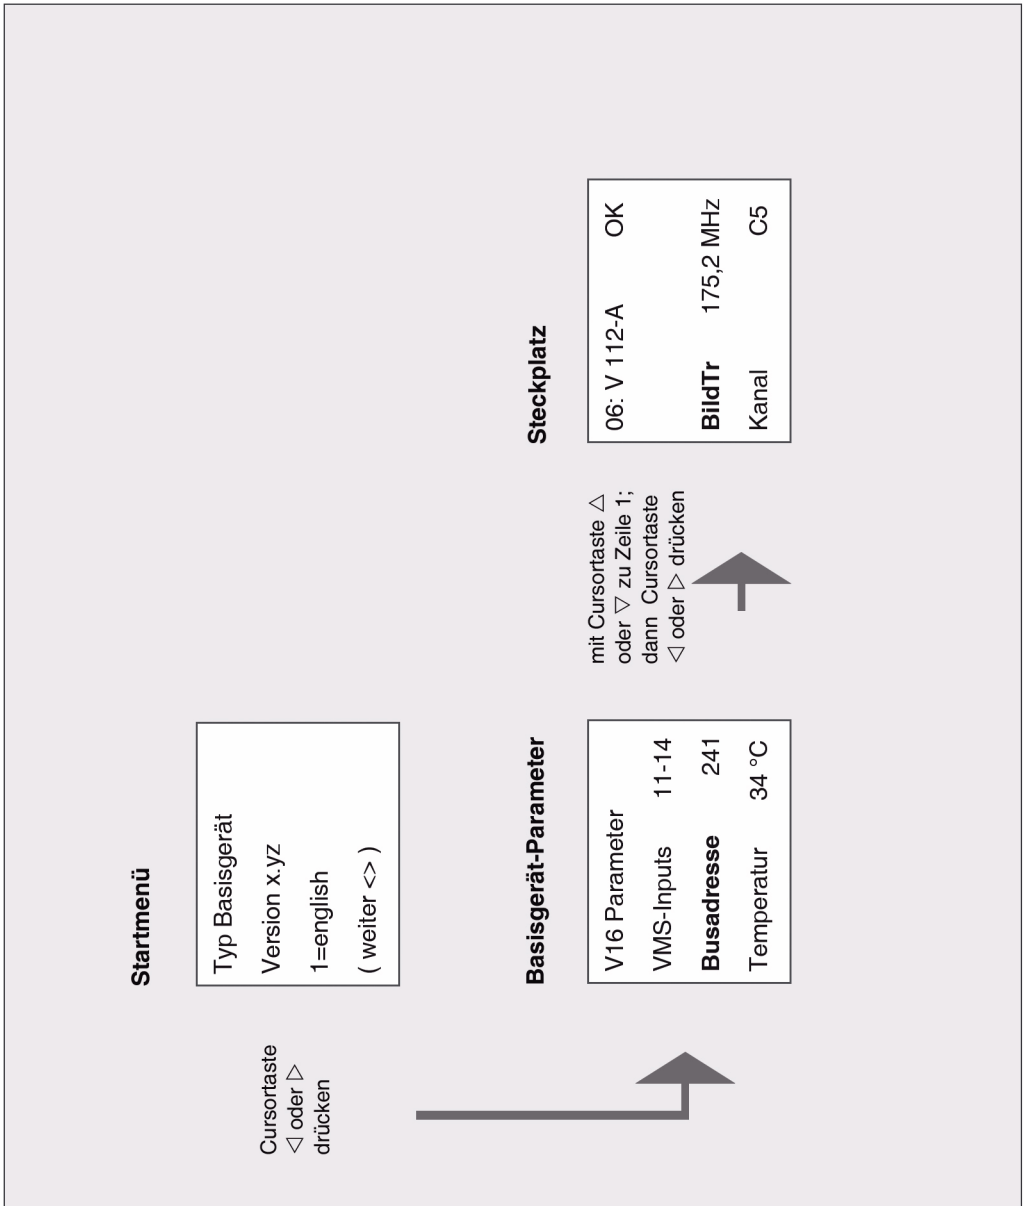 Startmenü
Cursortaste
◁ oder ▷
drücken
Typ Basisgerät
Version x.yz
1=english
( weiter <> )
Basisgerät-Parameter
V16 Parameter
VMS-Inputs 11-14
Busadresse 241
Temperatur 34 °C
mit Cursortaste △
oder ▽ zu Zeile 1;
dann Cursortaste
◁ oder ▷ drücken
Steckplatz
06: V 112-A OK
BildTr 175,2 MHz
Kanal C5